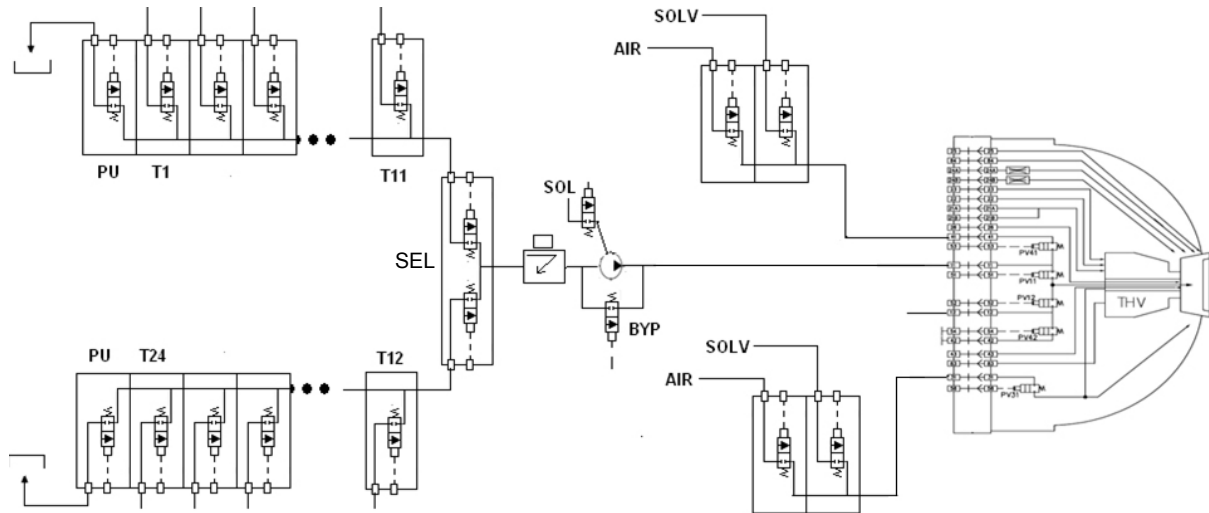 SOLV
AIR
PU T1
T11
SOL
SEL
PV41
PV11
PV12
THV
BYP
PV42
PU T24
T12
SOLV
AIR
PV31